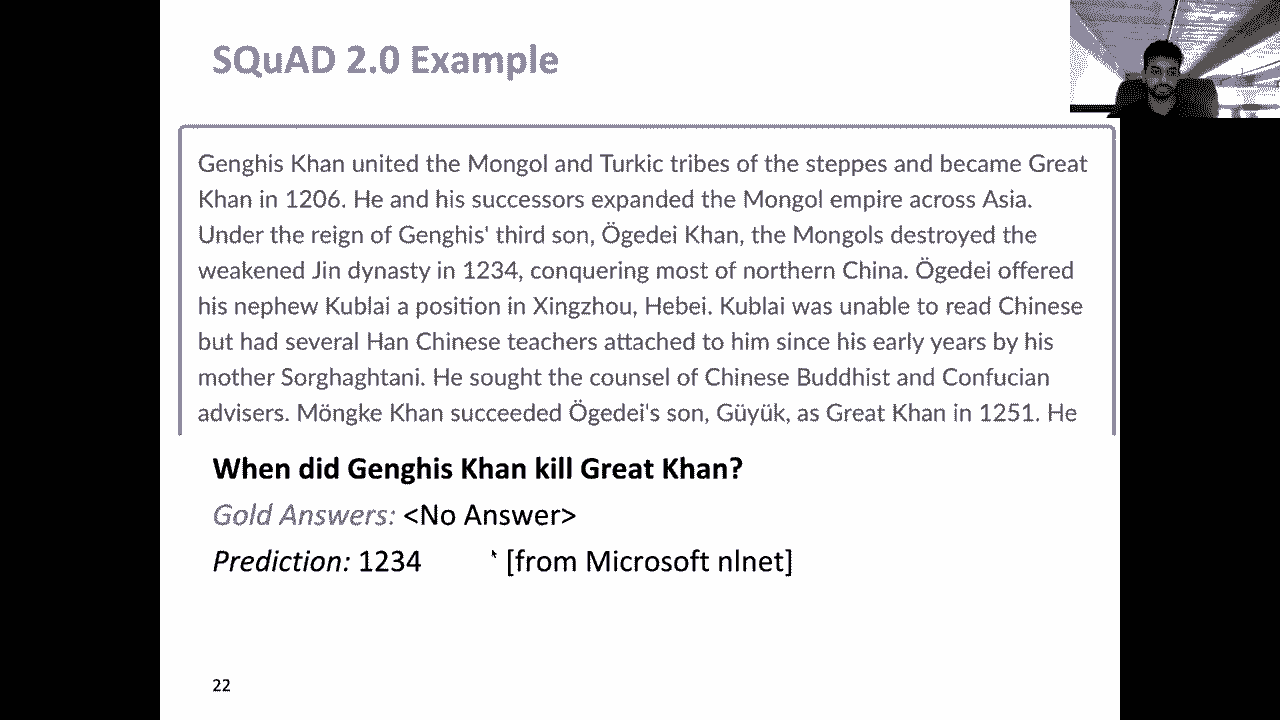 SQuAD 2.0 Example
Genghis Khan united the Mongol and Turkic tribes of the steppes and became Great
Khan in 1206. He and his successors expanded the Mongol empire across Asia.
Under the reign of Genghis' third son, Ögedei Khan, the Mongols destroyed the
weakened Jin dynasty in 1234, conquering most of northern China. Ögedei offered
his nephew Kublai a position in Xingzhou, Hebei. Kublai was unable to read Chinese
but had several Han Chinese teachers attached to him since his early years by his
mother Sorghaghtani. He sought the counsel of Chinese Buddhist and Confucian
advisers. Möngke Khan succeeded Ögedei's son, Güyük, as Great Khan in 1251. He
When did Genghis Khan kill Great Khan?
Gold Answers: <No Answer>
Prediction: 1234 [from Microsoft nlnet]
22